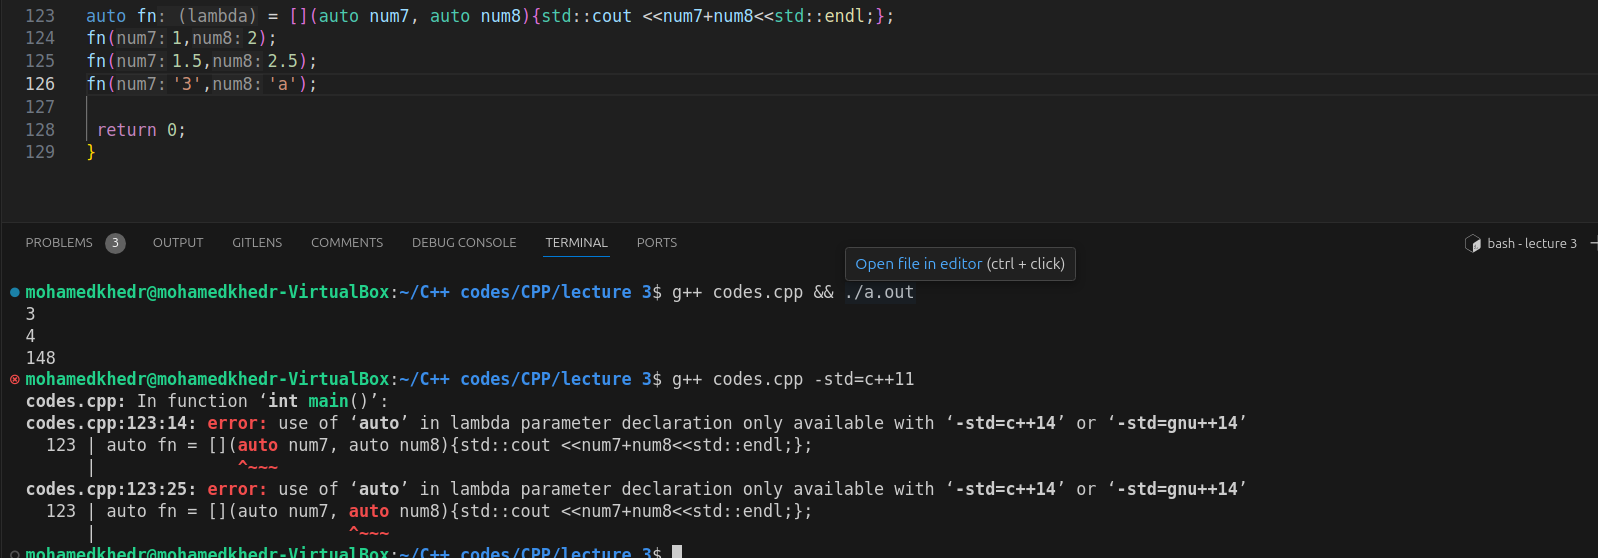 123 auto fn: (lambda) = [](auto num7, auto num8){std::cout <<num7+num8<<std::endl;};
124 fn(num7: 1,num8: 2);
125 fn(num7: 1.5,num8: 2.5);
126 fn(num7: '3',num8: 'a');
127
128 return 0;
129 }
PROBLEMS 3 OUTPUT GITLENS COMMENTS DEBUG CONSOLE TERMINAL PORTS
bash - lecture 3
Open file in editor (ctrl + click)
mohamedkhedr@mohamedkhedr-VirtualBox:~/C++ codes/CPP/lecture 3$ g++ codes.cpp && ./a.out
3
4
148
mohamedkhedr@mohamedkhedr-VirtualBox:~/C++ codes/CPP/lecture 3$ g++ codes.cpp -std=c++11
codes.cpp: In function ‘int main()’:
codes.cpp:123:14: error: use of ‘auto’ in lambda parameter declaration only available with ‘-std=c++14’ or ‘-std=gnu++14’
123 | auto fn = [](auto num7, auto num8){std::cout <<num7+num8<<std::endl;};
| ^~~~
codes.cpp:123:25: error: use of ‘auto’ in lambda parameter declaration only available with ‘-std=c++14’ or ‘-std=gnu++14’
123 | auto fn = [](auto num7, auto num8){std::cout <<num7+num8<<std::endl;};
| ^~~~
mohamedkhedr@mohamedkhedr-VirtualBox:~/C++ codes/CPP/lecture 3$